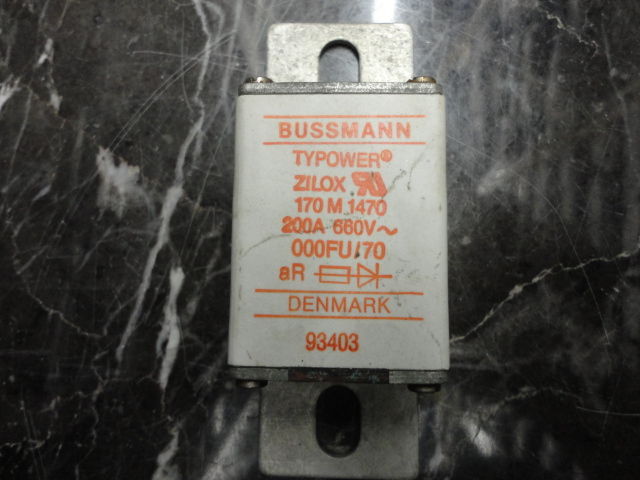 BUSSMANN
TYPOWER®
ZILOX
170 M 1470
200A 660V~
000FU/70
aR
DENMARK
93403